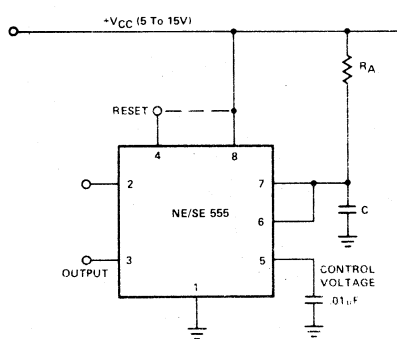 +VCC (5 To 15V)
RA
RESET
4
8
2
7
NE/SE 555
C
6
3
5
OUTPUT
CONTROL
VOLTAGE
1
.01uF